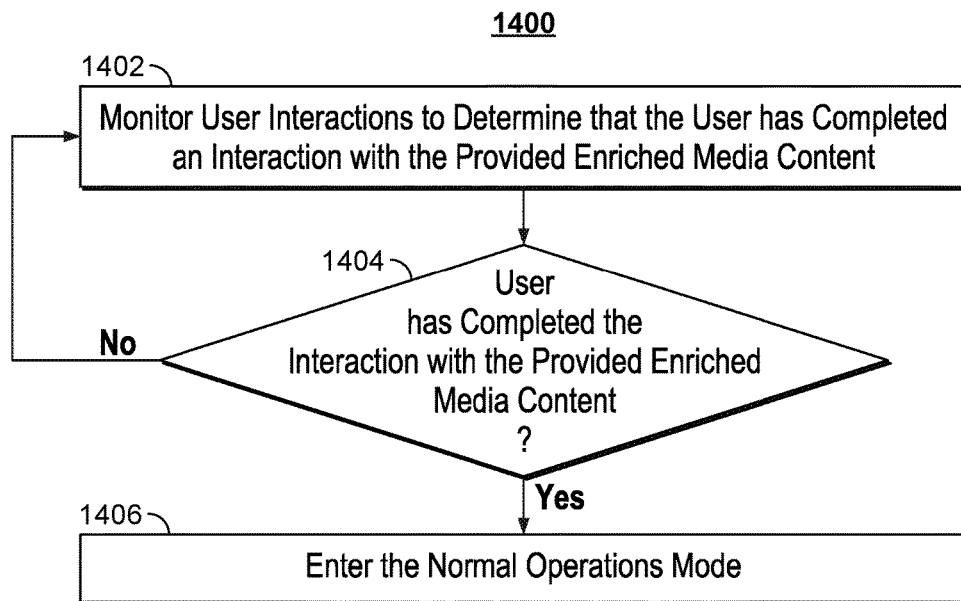 1400
1402
Monitor User Interactions to Determine that the User has Completed
an Interaction with the Provided Enriched Media Content
1404
User
has Completed the
Interaction with the Provided Enriched
Media Content
?
No
Yes
1406
Enter the Normal Operations Mode